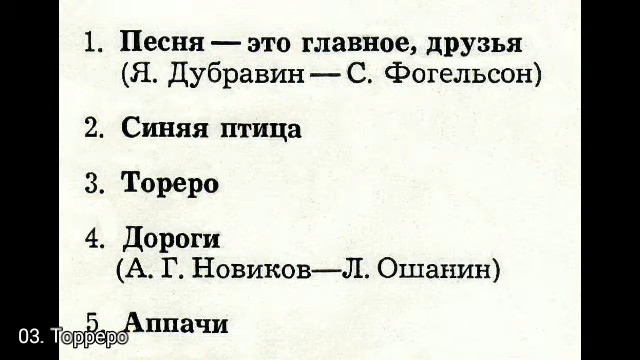 1. Песня — это главное, друзья
(Я. Дубравин — С. Фогельсон)
2. Синяя птица
3. Тореро
4. Дороги
(А. Г. Новиков—Л. Ошанин)
5. Аппачи
03. Торреро